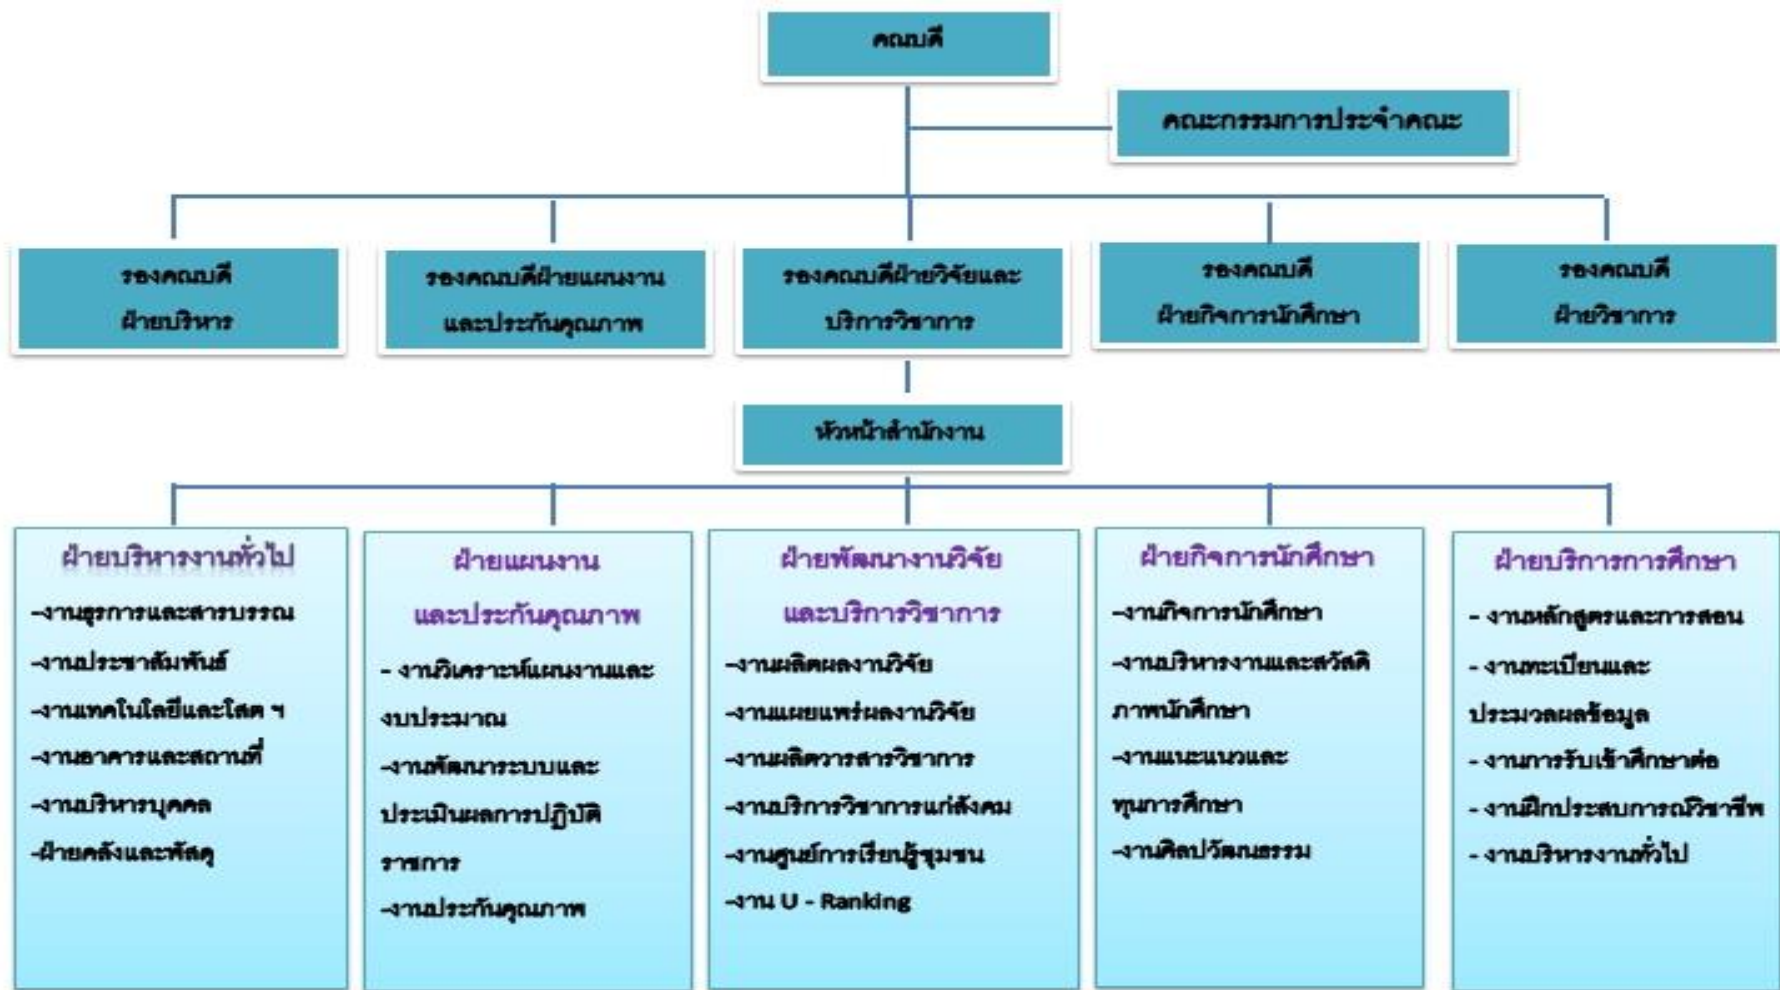 คณบดี
คณะกรรมการประจำคณะ
รองคณบดี
ฝ่ายบริหาร
รองคณบดีฝ่ายแผนงาน
และประกันคุณภาพ
รองคณบดีฝ่ายวิจัยและ
บริการวิชาการ
รองคณบดี
ฝ่ายกิจการนักศึกษา
รองคณบดี
ฝ่ายวิชาการ
หัวหน้าสำนักงาน
ฝ่ายบริหารงานทั่วไป
-งานธุรการและสารบรรณ
-งานประชาสัมพันธ์
-งานเทคโนโลยีและโสต ฯ
-งานอาคารและสถานที่
-งานบริหารบุคคล
-ฝ่ายคลังและพัสดุ
ฝ่ายแผนงาน
และประกันคุณภาพ
- งานวิเคราะห์แผนงานและ
งบประมาณ
-งานพัฒนาระบบและ
ประเมินผลการปฏิบัติ
ราชการ
-งานประกันคุณภาพ
ฝ่ายพัฒนางานวิจัย
และบริการวิชาการ
-งานผลิตผลงานวิจัย
-งานเผยแพร่ผลงานวิจัย
-งานผลิตวารสารวิชาการ
-งานบริการวิชาการแก่สังคม
-งานศูนย์การเรียนรู้ชุมชน
-งาน U - Ranking
ฝ่ายกิจการนักศึกษา
-งานกิจการนักศึกษา
-งานบริหารงานและสวัสดิ
ภาพนักศึกษา
-งานแนะแนวและ
ทุนการศึกษา
-งานศิลปวัฒนธรรม
ฝ่ายบริการการศึกษา
- งานหลักสูตรและการสอน
- งานทะเบียนและ
ประมวลผลข้อมูล
- งานการรับเข้าศึกษาต่อ
- งานฝึกประสบการณ์วิชาชีพ
- งานบริหารงานทั่วไป